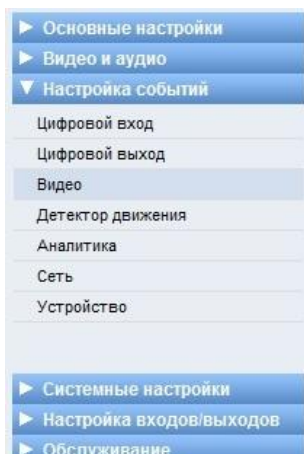 Основные настройки
Видео и аудио
Настройка событий
Цифровой вход
Цифровой выход
Видео
Детектор движения
Аналитика
Сеть
Устройство
Системные настройки
Настройка входов/выходов
Обслуживание